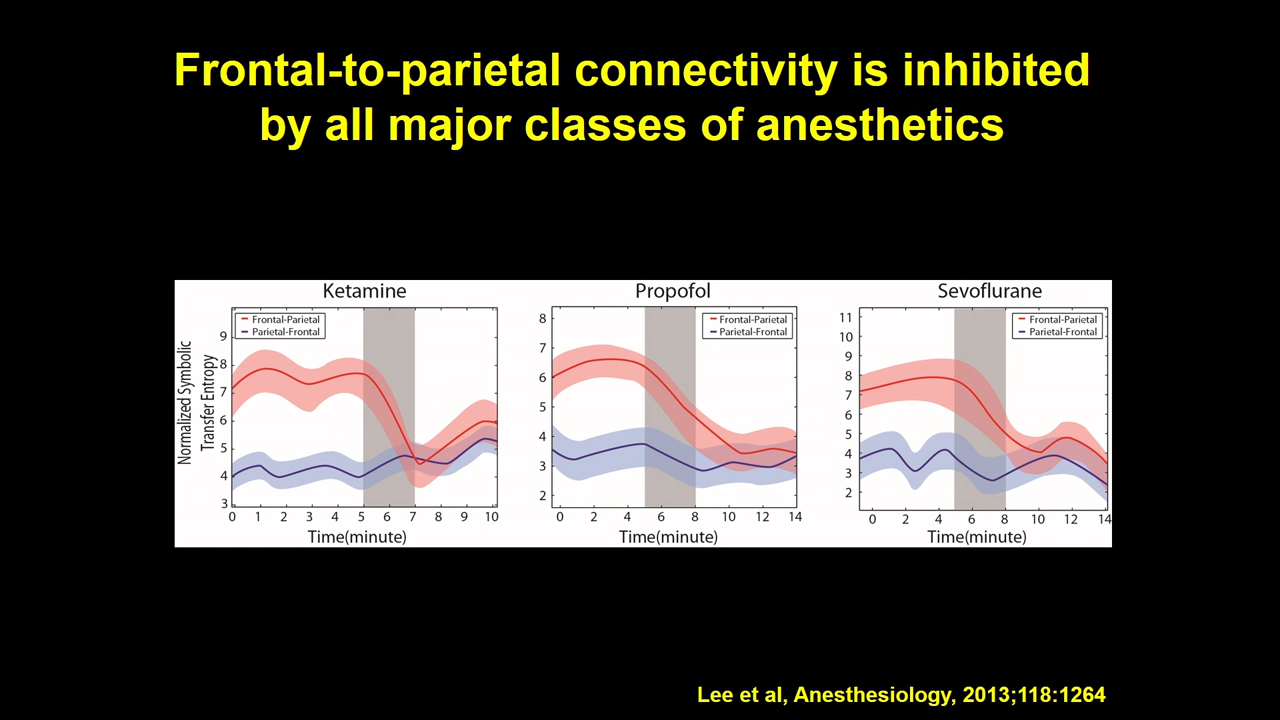 Frontal-to-parietal connectivity is inhibited
by all major classes of anesthetics
Ketamine
Propofol
Sevoflurane
Normalized Symbolic
Transfer Entropy
Frontal-Parietal
Parietal-Frontal
9
8
7
6
5
4
3
0 1 2 3 4 5 6 7 8 9 10
Time(minute)
Frontal-Parietal
Parietal-Frontal
8
7
6
5
4
3
2
0 2 4 6 8 10 12 14
Time(minute)
Frontal-Parietal
Parietal-Frontal
11
10
9
8
7
6
5
4
3
2
0 2 4 6 8 10 12 14
Time(minute)
Lee et al, Anesthesiology, 2013;118:1264